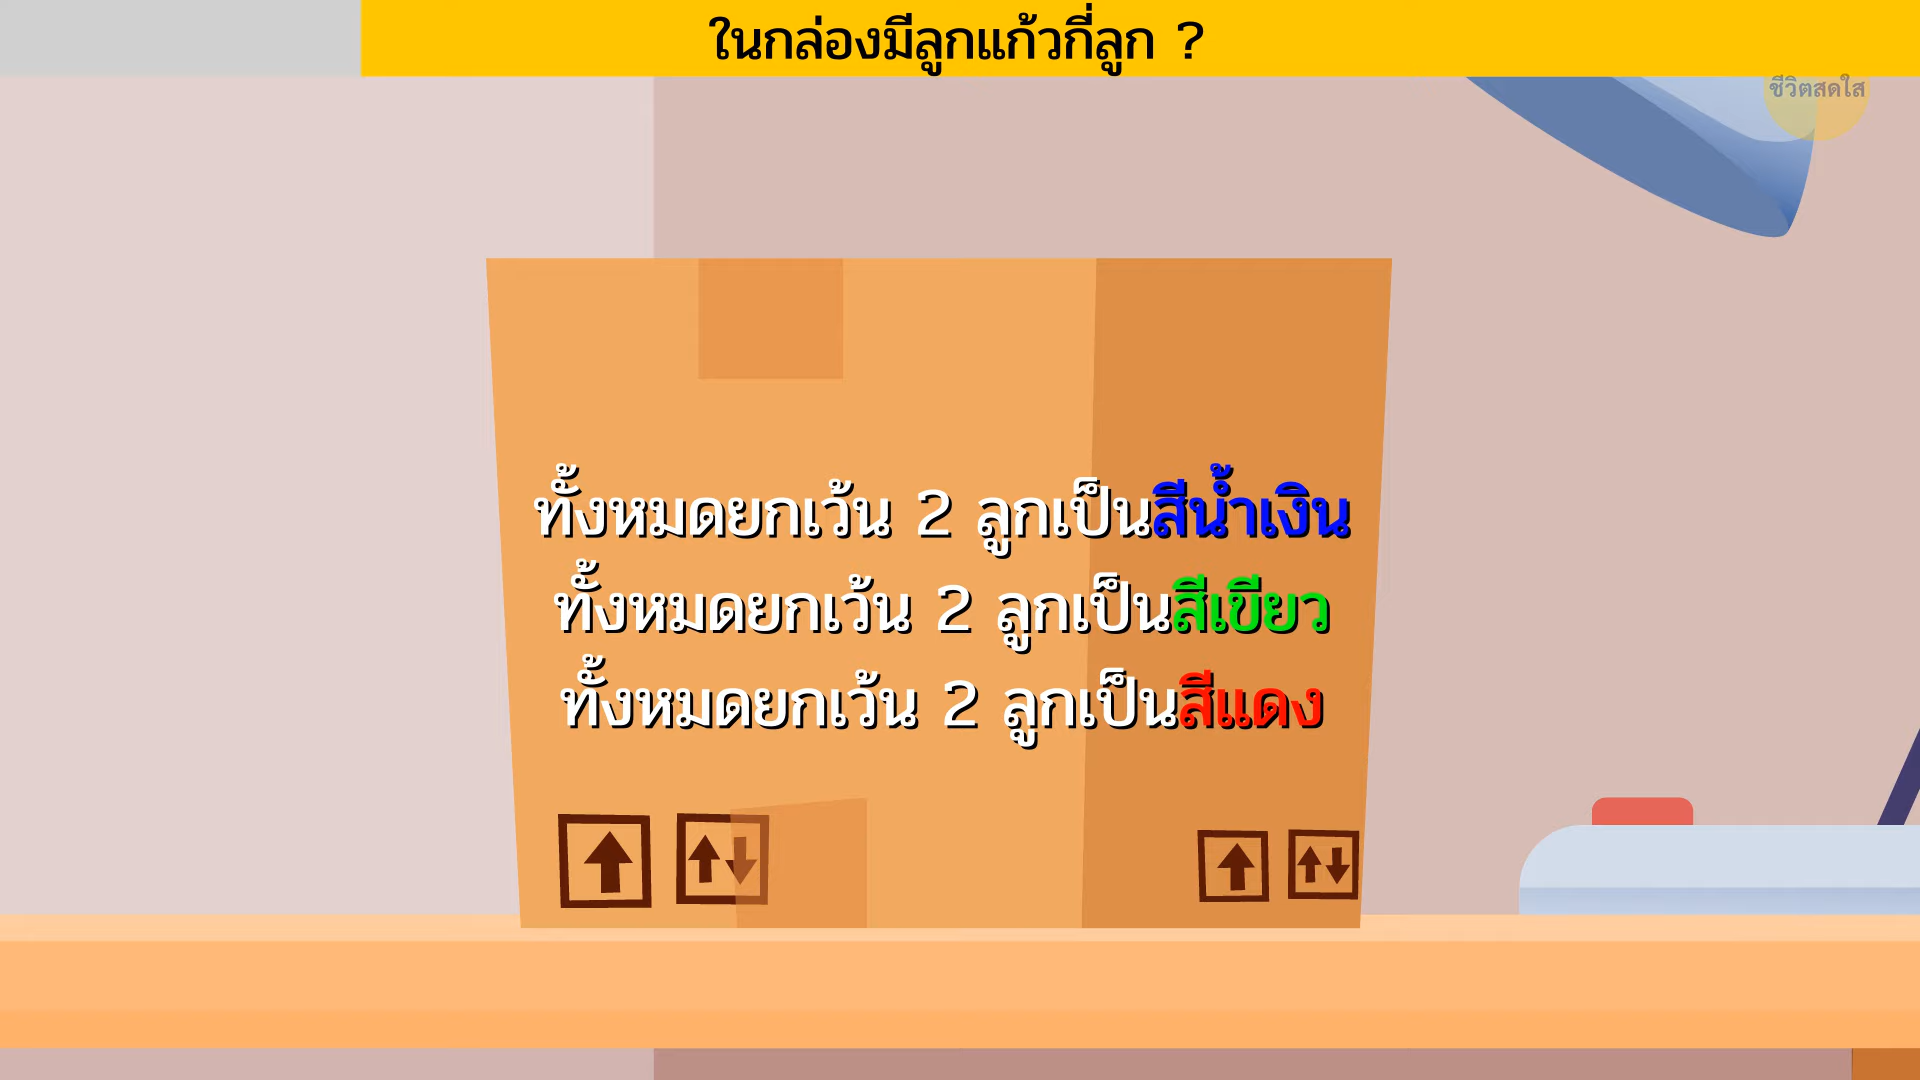 ในกล่องมีลูกแก้วกี่ลูก ?
ชีวิตสดใส
ทั้งหมดยกเว้น 2 ลูกเป็นสีน้ำเงิน
ทั้งหมดยกเว้น 2 ลูกเป็นสีเขียว
ทั้งหมดยกเว้น 2 ลูกเป็นสีแดง